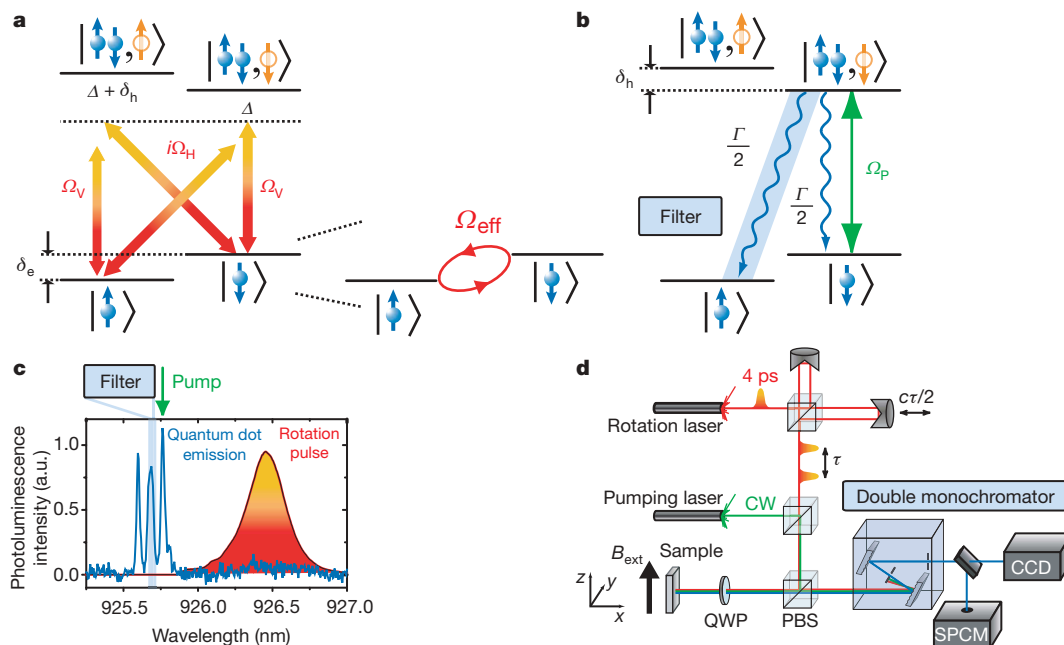 a
Δ + δh
Δ
iΩH
ΩV
ΩV
δe
Ωeff
b
δh
Γ/2
Γ/2
ΩP
Filter
c
Filter
Pump
Quantum dot
emission
Rotation
pulse
Photoluminescence
intensity (a.u.)
1.0
0.5
0.0
925.5
926.0
926.5
927.0
Wavelength (nm)
d
4 ps
Rotation laser
cτ/2
τ
Pumping laser
CW
Double monochromator
Bext
Sample
z
y
x
QWP
PBS
CCD
SPCM